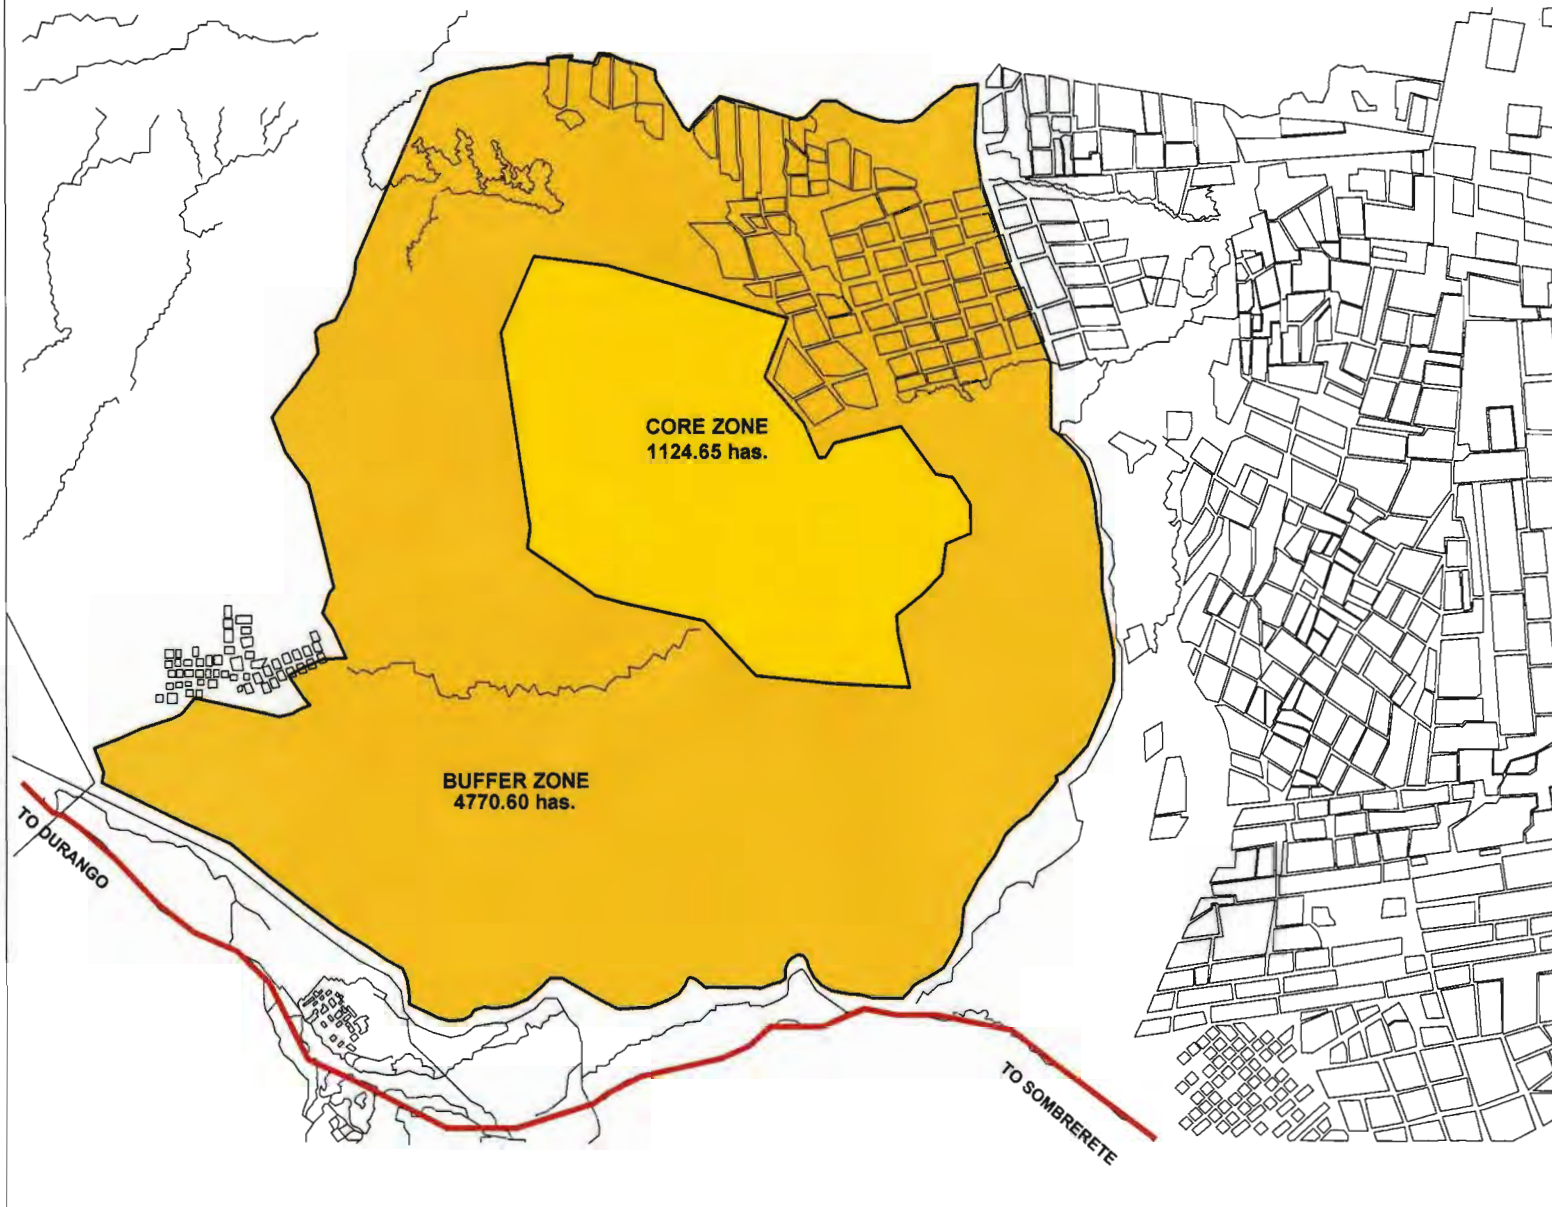 CORE ZONE
1124.65 has.
BUFFER ZONE
4770.60 has.
TO DURANGO
TO SOMBRERETE